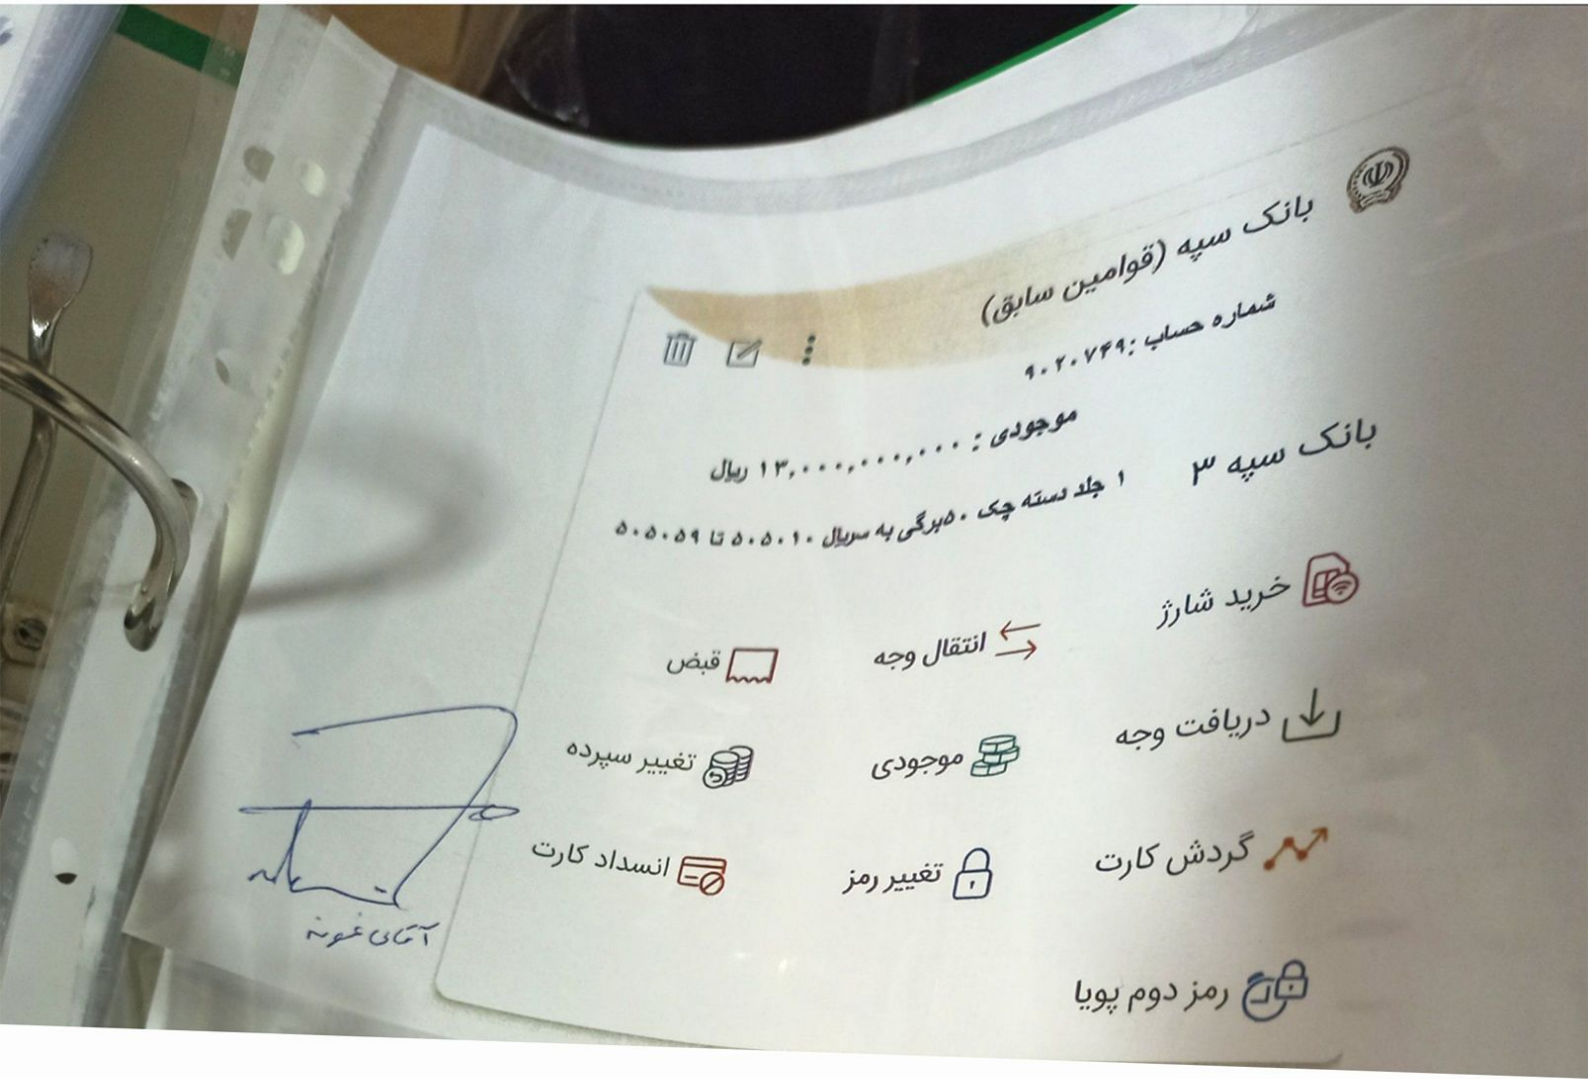 بانک سپه (قوامین سابق)
شماره حساب :۹۰۲۰۷۴۹
موجودی : ۱۳,۰۰۰,۰۰۰,۰۰۰ ریال
بانک سپه ۳
۱ جلد دسته چک ۵۰برگی به سریال ۵۰۵۰۱۰ تا ۵۰۵۰۵۹
خرید شارژ
انتقال وجه
قبض
دریافت وجه
موجودی
تغییر سپرده
گردش کارت
تغییر رمز
انسداد کارت
رمز دوم پویا
آقای نمونه